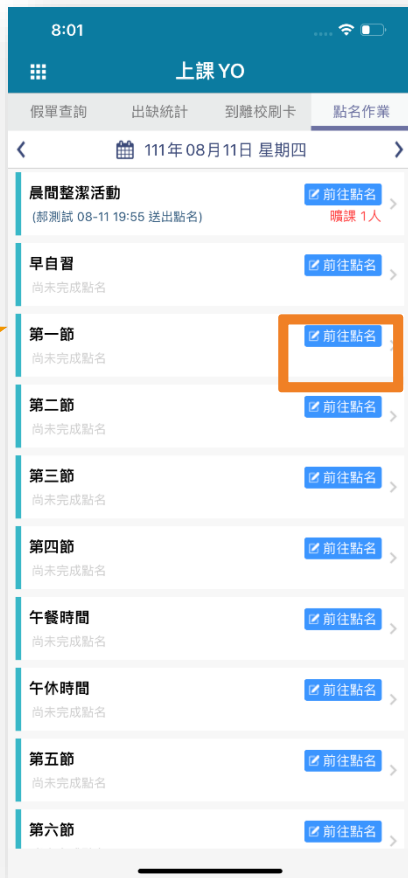 8:01
上課 YO
假單查詢 出缺統計 到離校刷卡 點名作業
111年08月11日 星期四
晨間整潔活動 前往點名
(郝測試 08-11 19:55 送出點名) 曠課 1人
早自習 前往點名
尚未完成點名
第一節 前往點名
尚未完成點名
第二節 前往點名
尚未完成點名
第三節 前往點名
尚未完成點名
第四節 前往點名
尚未完成點名
午餐時間 前往點名
尚未完成點名
午休時間 前往點名
尚未完成點名
第五節 前往點名
尚未完成點名
第六節 前往點名